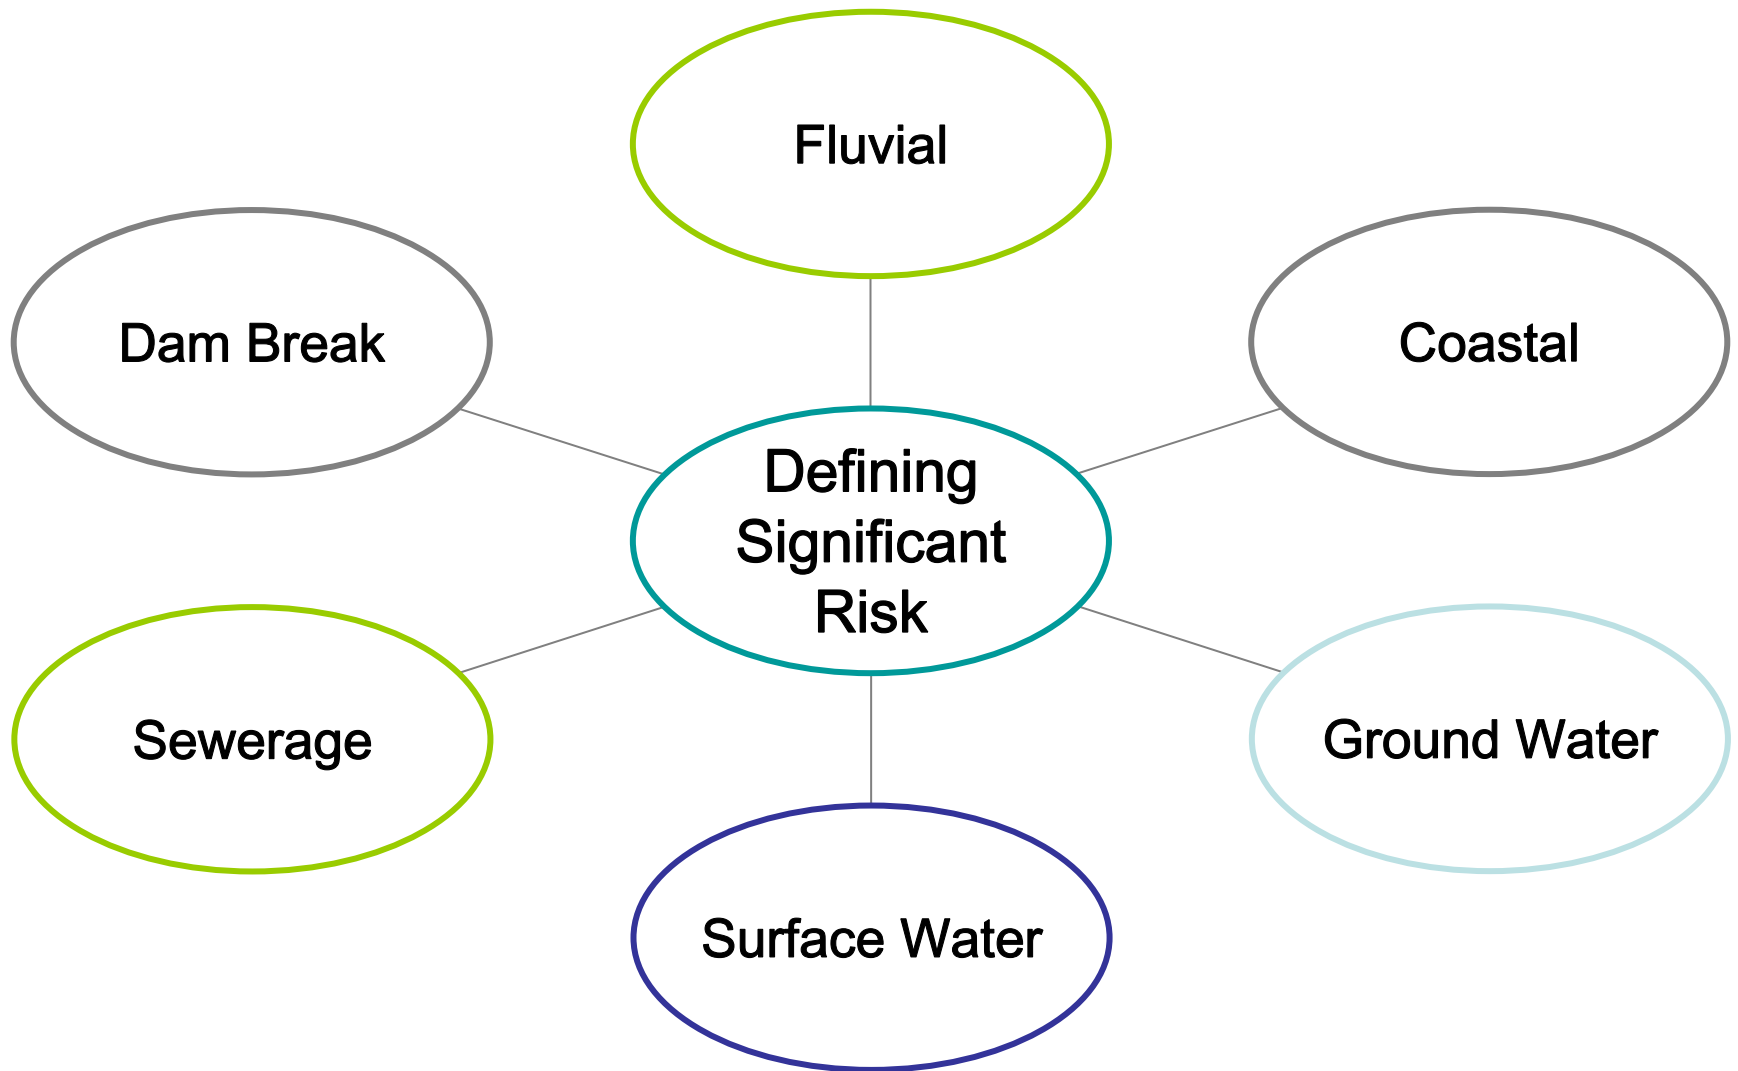 Fluvial
Dam Break
Coastal
Defining
Significant
Risk
Sewerage
Ground Water
Surface Water